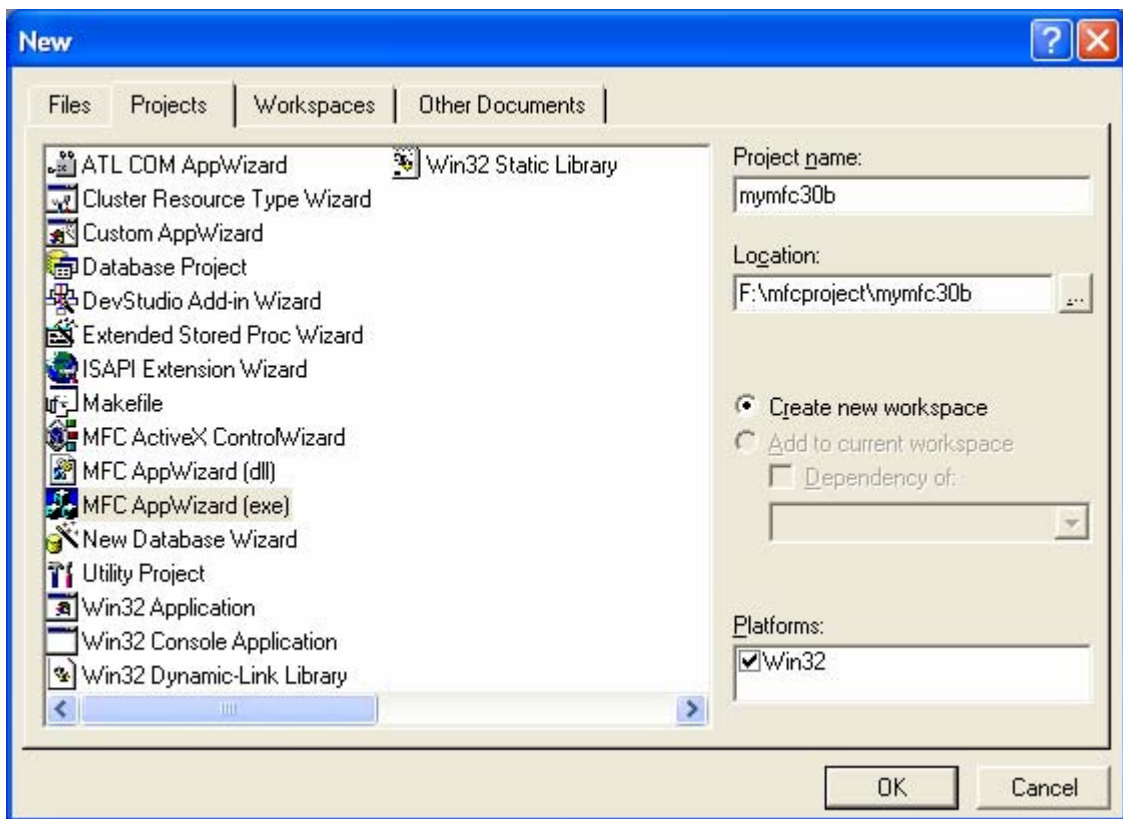 New
Files
Projects
Workspaces
Other Documents
ATL COM AppWizard
Cluster Resource Type Wizard
Custom AppWizard
Database Project
DevStudio Add-in Wizard
Extended Stored Proc Wizard
ISAPI Extension Wizard
Makefile
MFC ActiveX ControlWizard
MFC AppWizard (dll)
MFC AppWizard (exe)
New Database Wizard
Utility Project
Win32 Application
Win32 Console Application
Win32 Dynamic-Link Library
Win32 Static Library
Project name:
mymfc30b
Location:
F:\mfcproject\mymfc30b
...
Create new workspace
Add to current workspace
Dependency of:
Platforms:
Win32
OK
Cancel